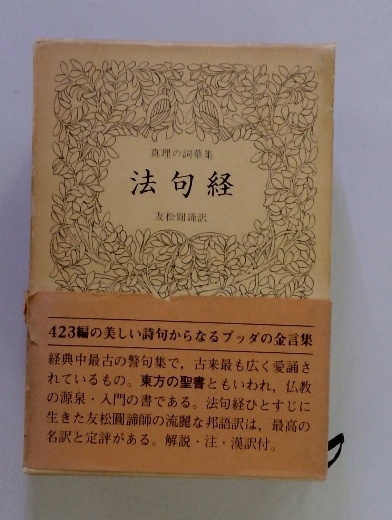 真理の詞華集
法句経
友松圓諦訳
423編の美しい詩句からなるブッダの金言集
経典中最古の警句集で，古来最も広く愛誦さ
れているもの。東方の聖書ともいわれ，仏教
の源泉・入門の書である。法句経ひとすじに
生きた友松圓諦師の流麗な邦語訳は，最高の
名訳と定評がある。解説・注・漢訳付。